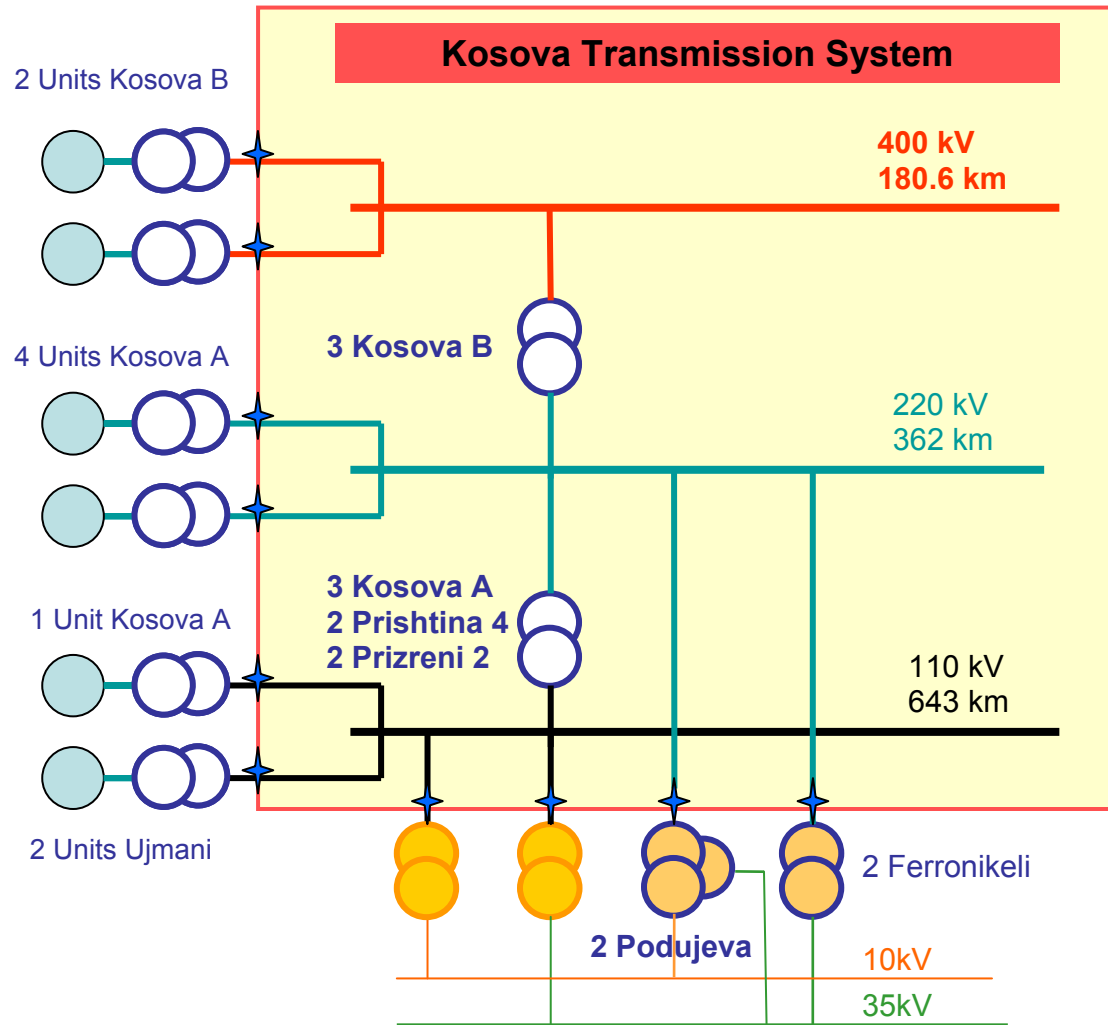 Kosova Transmission System
2 Units Kosova B
400 kV
180.6 km
3 Kosova B
4 Units Kosova A
220 kV
362 km
3 Kosova A
2 Prishtina 4
2 Prizreni 2
1 Unit Kosova A
110 kV
643 km
2 Units Ujmani
2 Ferronikeli
2 Podujeva
10kV
35kV